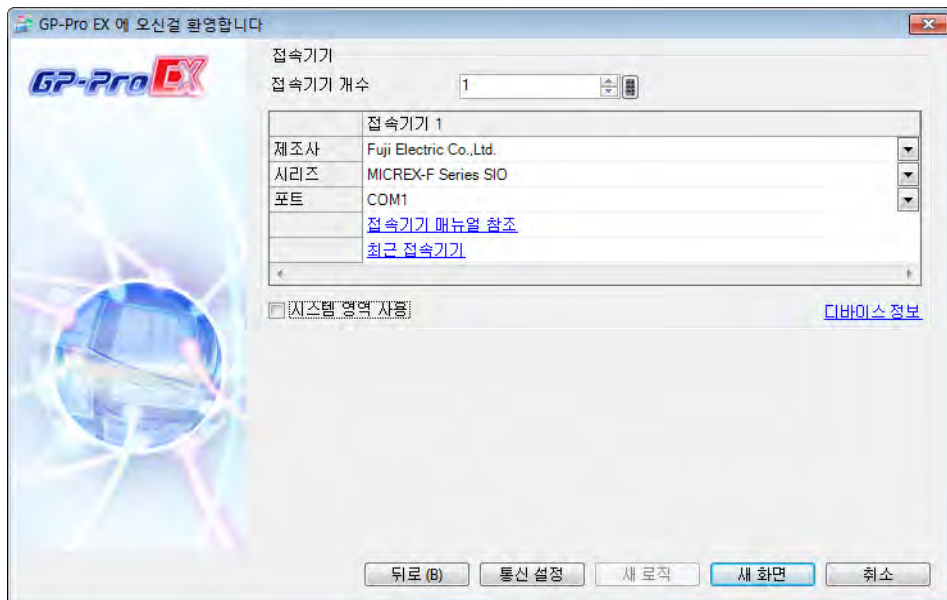 GP-Pro EX 에 오신걸 환영합니다
GP-Pro EX
접속기기
접속기기 개수 1
접속기기 1
제조사 Fuji Electric Co.,Ltd.
시리즈 MICREX-F Series SIO
포트 COM1
접속기기 매뉴얼 참조
최근 접속기기
시스템 영역 사용 디바이스 정보
뒤로 (B) 통신 설정 새 로직 새 화면 취소